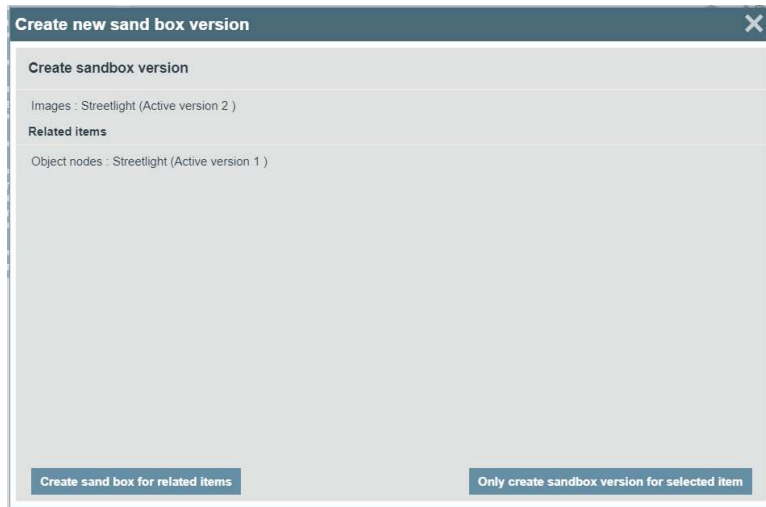 Create new sand box version
Create sandbox version
Images : Streetlight (Active version 2 )
Related items
Object nodes : Streetlight (Active version 1 )
Create sand box for related items
Only create sandbox version for selected item